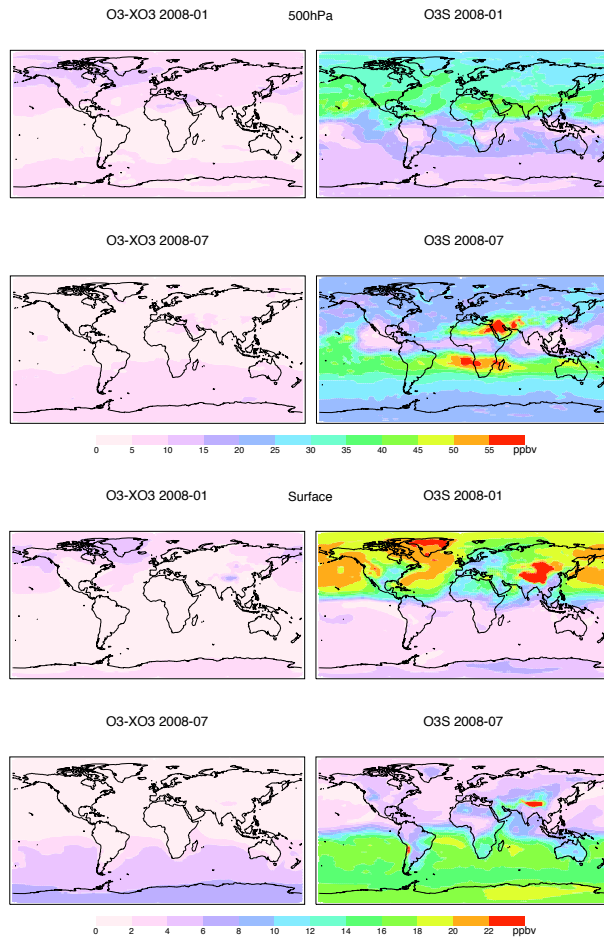 O3-XO3 2008-01 500hPa O3S 2008-01
O3-XO3 2008-07 O3S 2008-07
0 5 10 15 20 25 30 35 40 45 50 55 ppbv
O3-XO3 2008-01 Surface O3S 2008-01
O3-XO3 2008-07 O3S 2008-07
0 2 4 6 8 10 12 14 16 18 20 22 ppbv